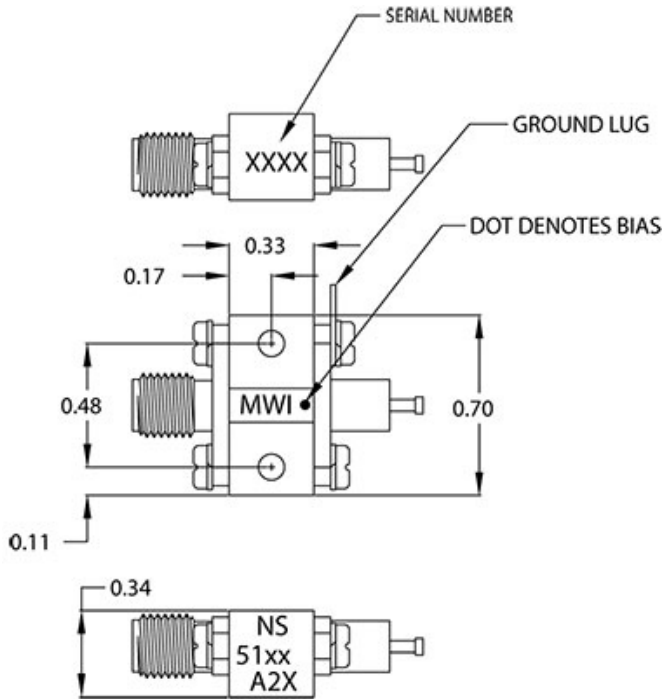 SERIAL NUMBER
XXXX
GROUND LUG
DOT DENOTES BIAS
0.33
0.17
0.48
MWI
0.70
0.11
0.34
NS
51xx
A2X